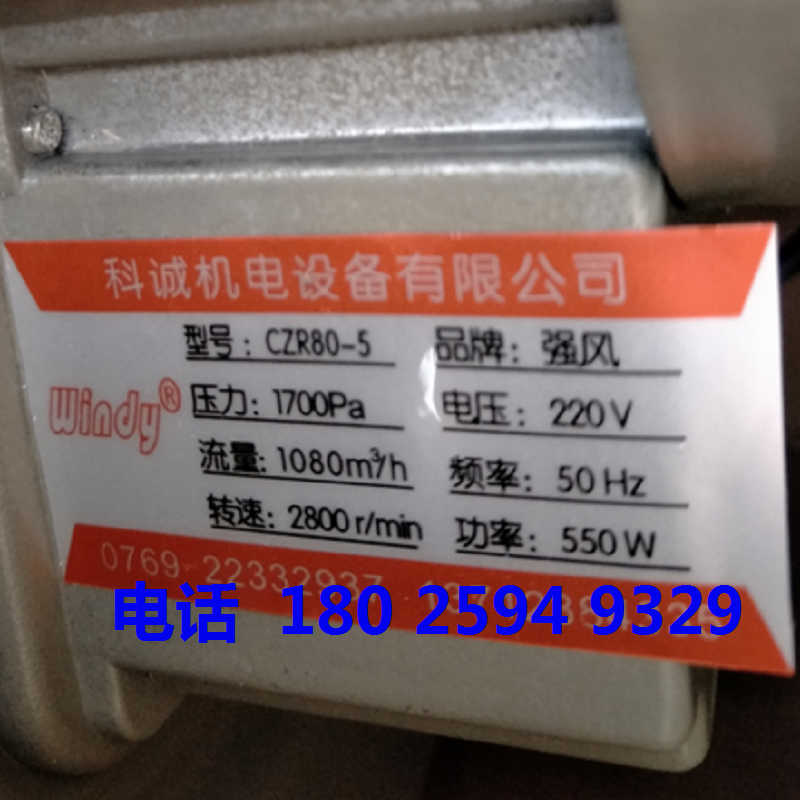 科诚机电设备有限公司
型号: CZR80-5 品牌: 强风
Windy®
压力: 1700Pa 电压: 220V
流量: 1080m³/h 频率: 50Hz
转速: 2800r/min 功率: 550W
0769-22332937
电话 180 2594 9329